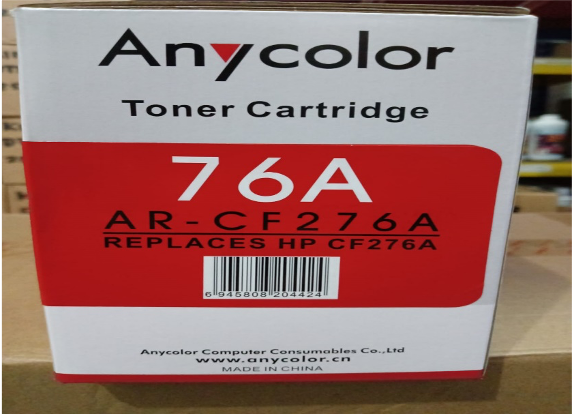 Anycolor
Toner Cartridge
76A
AR-CF276A
REPLACES HP CF276A
6 945808 204424
Anycolor Computer Consumables Co.,Ltd
www.anycolor.cn
MADE IN CHINA